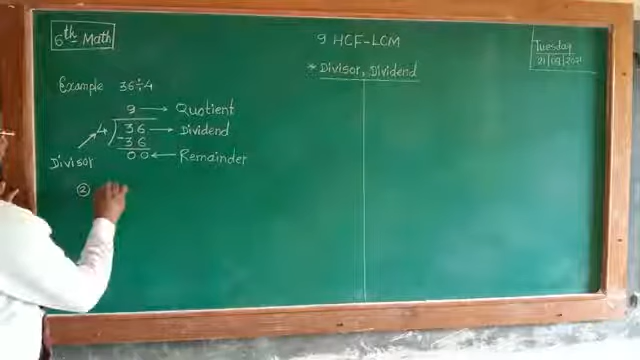 6th Math
9 HCF-LCM
Tuesday
21/09/2021
* Divisor, Dividend
Example 36÷4
9 → Quotient
4 ) 36 → Dividend
- 36
Divisor
00 ← Remainder
②